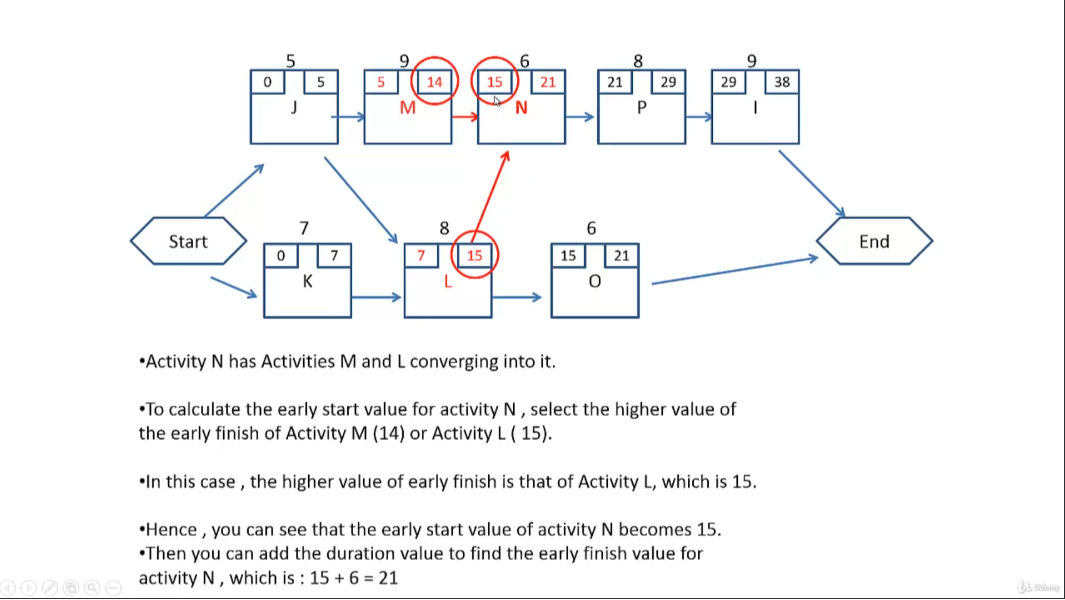 5 9 6 8 9
0 5 5 14 15 21 21 29 29 38
J M N P I
7 8 6
Start End
0 7 7 15 15 21
K L O
•Activity N has Activities M and L converging into it.
•To calculate the early start value for activity N , select the higher value of
the early finish of Activity M (14) or Activity L ( 15).
•In this case , the higher value of early finish is that of Activity L, which is 15.
•Hence , you can see that the early start value of activity N becomes 15.
•Then you can add the duration value to find the early finish value for
activity N , which is : 15 + 6 = 21
Udemy